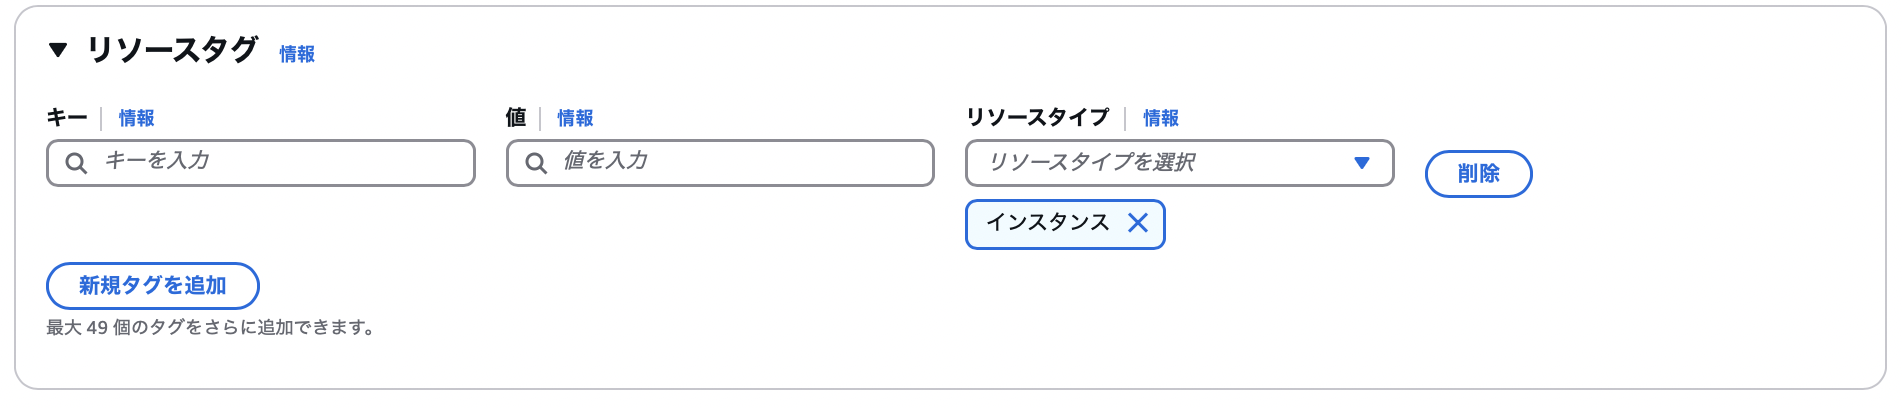 リソースタグ 情報
キー 情報
値 情報
リソースタイプ 情報
キーを入力
値を入力
リソースタイプを選択
削除
インスタンス
新規タグを追加
最大 49 個のタグをさらに追加できます。